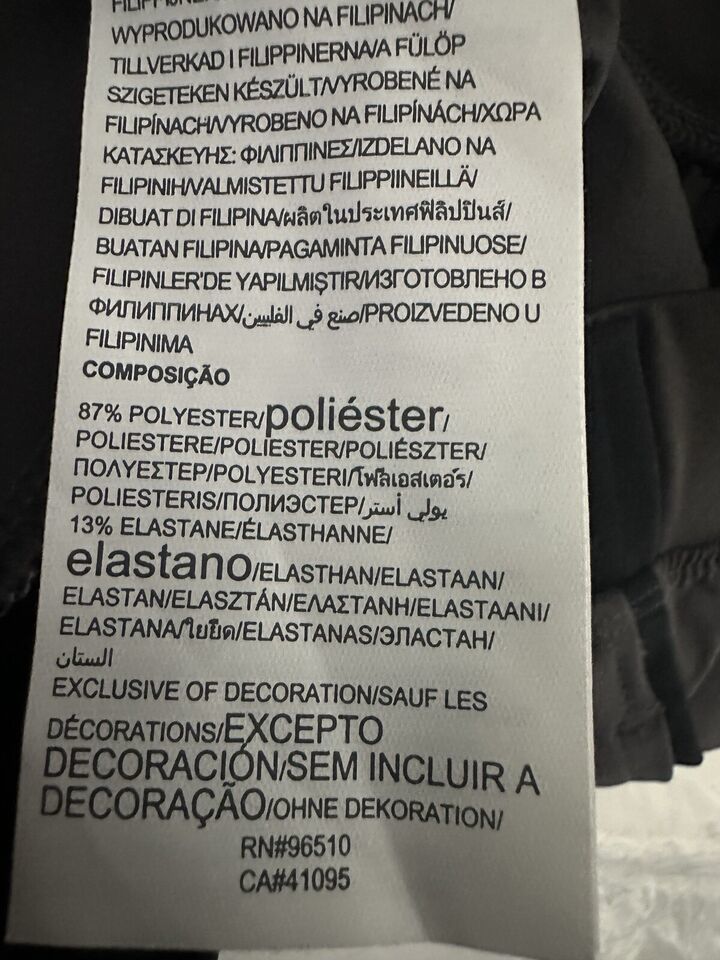 WYPRODUKOWANO NA FILIPINACH/
TILLVERKAD I FILIPPINERNA/A FÜLÖP
SZIGETEKEN KÉSZÜLT/VYROBENÉ NA
FILIPÍNACH/VYROBENO NA FILIPÍNÁCH/ΧΩΡΑ
ΚΑΤΑΣΚΕΥΗΣ: ΦΙΛΙΠΠΙΝΕΣ/IZDELANO NA
FILIPINIH/VALMISTETTU FILIPPIINEILLÄ/
DIBUAT DI FILIPINA/ผลิตในประเทศฟิลิปปินส์/
BUATAN FILIPINA/PAGAMINTA FILIPINUOSE/
FILIPINLER'DE YAPILMIŞTIR/ИЗГОТОВЛЕНО В
ФИЛИППИНАХ/صنع في الفلبين/PROIZVEDENO U
FILIPINIMA
COMPOSIÇÃO
87% POLYESTER/poliéster/
POLIESTERE/POLIESTER/POLIÉSZTER/
ΠΟΛΥΕΣΤΕΡ/POLYESTERI/โพลีเอสเตอร์/
POLIESTERIS/ПОЛИЭСТЕР/يولي أستر
13% ELASTANE/ÉLASTHANNE/
elastano/ELASTHAN/ELASTAAN/
ELASTAN/ELASZTÁN/ΕΛΑΣΤΑΝΗ/ELASTAANI/
ELASTANA/ใยยืด/ELASTANAS/ЭЛАСТАН/
الستان
EXCLUSIVE OF DECORATION/SAUF LES
DÉCORATIONS/EXCEPTO
DECORACIÓN/SEM INCLUIR A
DECORAÇÃO/OHNE DEKORATION/
RN#96510
CA#41095